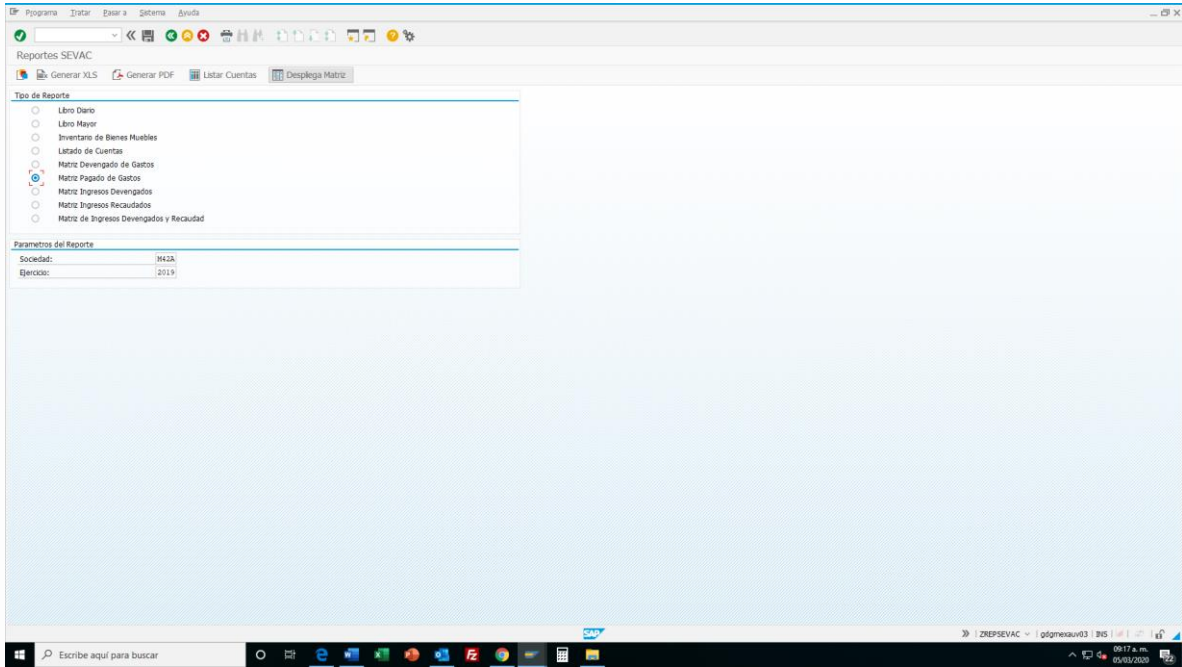 Programa Tratar Pasar a Sistema Ayuda
Reportes SEVAC
Generar XLS Generar PDF Listar Cuentas Desplega Matriz
Tipo de Reporte
Libro Diario
Libro Mayor
Inventario de Bienes Muebles
Listado de Cuentas
Matriz Devengado de Gastos
Matriz Pagado de Gastos
Matriz Ingresos Devengados
Matriz Ingresos Recaudados
Matriz de Ingresos Devengados y Recaudad
Parametros del Reporte
Sociedad: M42A
Ejercicio: 2019
SAP
ZREPSEVAC gdgmexauv03 INS
Escribe aquí para buscar
09:17 a. m.
05/03/2020
22